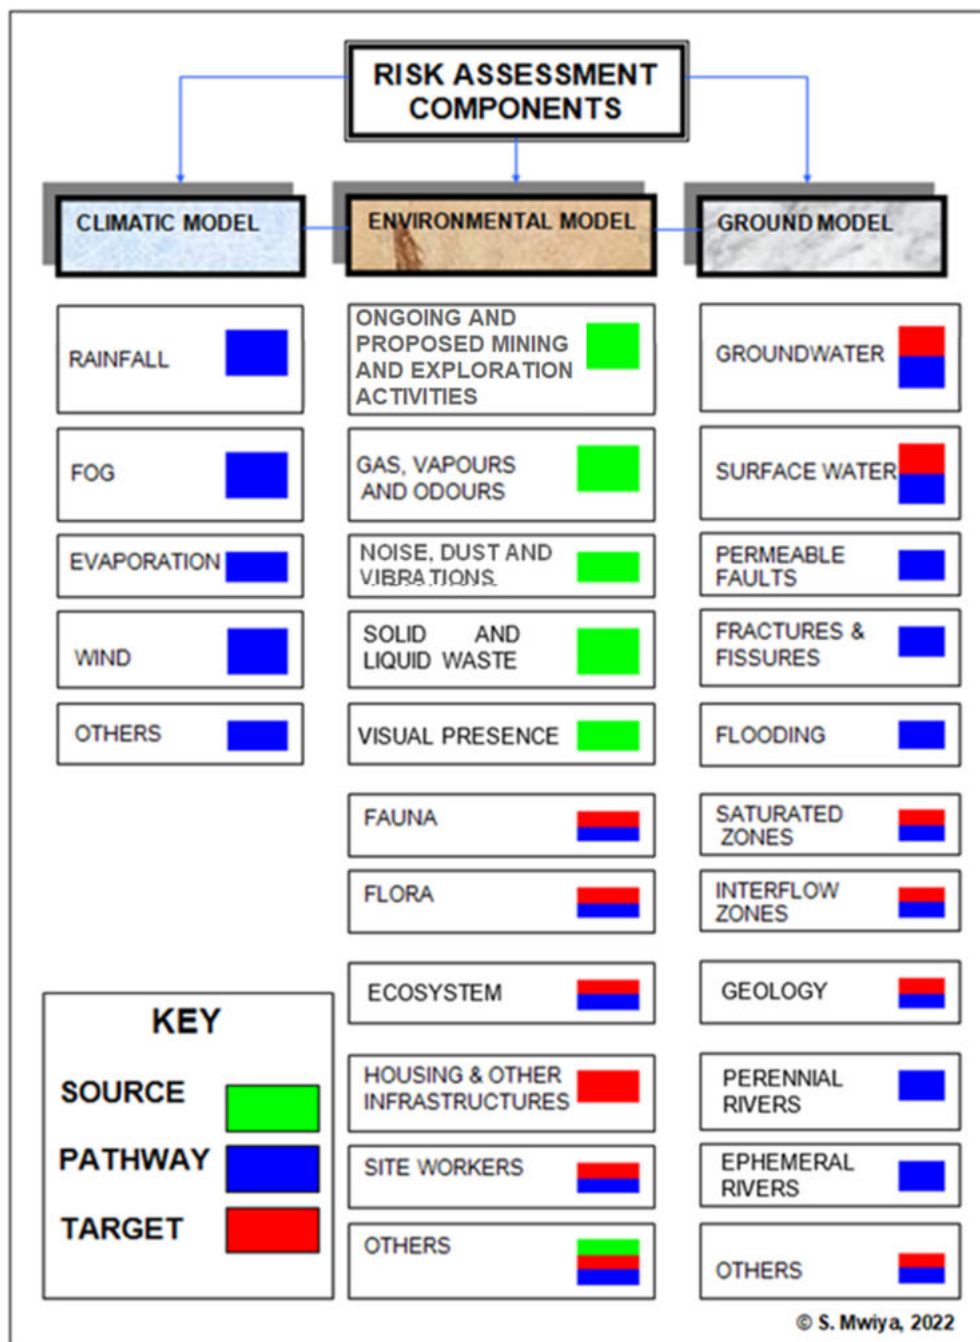 RISK ASSESSMENT
COMPONENTS
CLIMATIC MODEL
ENVIRONMENTAL MODEL
GROUND MODEL
RAINFALL
FOG
EVAPORATION
WIND
OTHERS
ONGOING AND
PROPOSED MINING
AND EXPLORATION
ACTIVITIES
GAS, VAPOURS
AND ODOURS
NOISE, DUST AND
VIBRATIONS
SOLID AND
LIQUID WASTE
VISUAL PRESENCE
FAUNA
FLORA
ECOSYSTEM
HOUSING & OTHER
INFRASTRUCTURES
SITE WORKERS
OTHERS
GROUNDWATER
SURFACE WATER
PERMEABLE
FAULTS
FRACTURES &
FISSURES
FLOODING
SATURATED
ZONES
INTERFLOW
ZONES
GEOLOGY
PERENNIAL
RIVERS
EPHEMERAL
RIVERS
OTHERS
KEY
SOURCE
PATHWAY
TARGET
© S. Mwiya, 2022